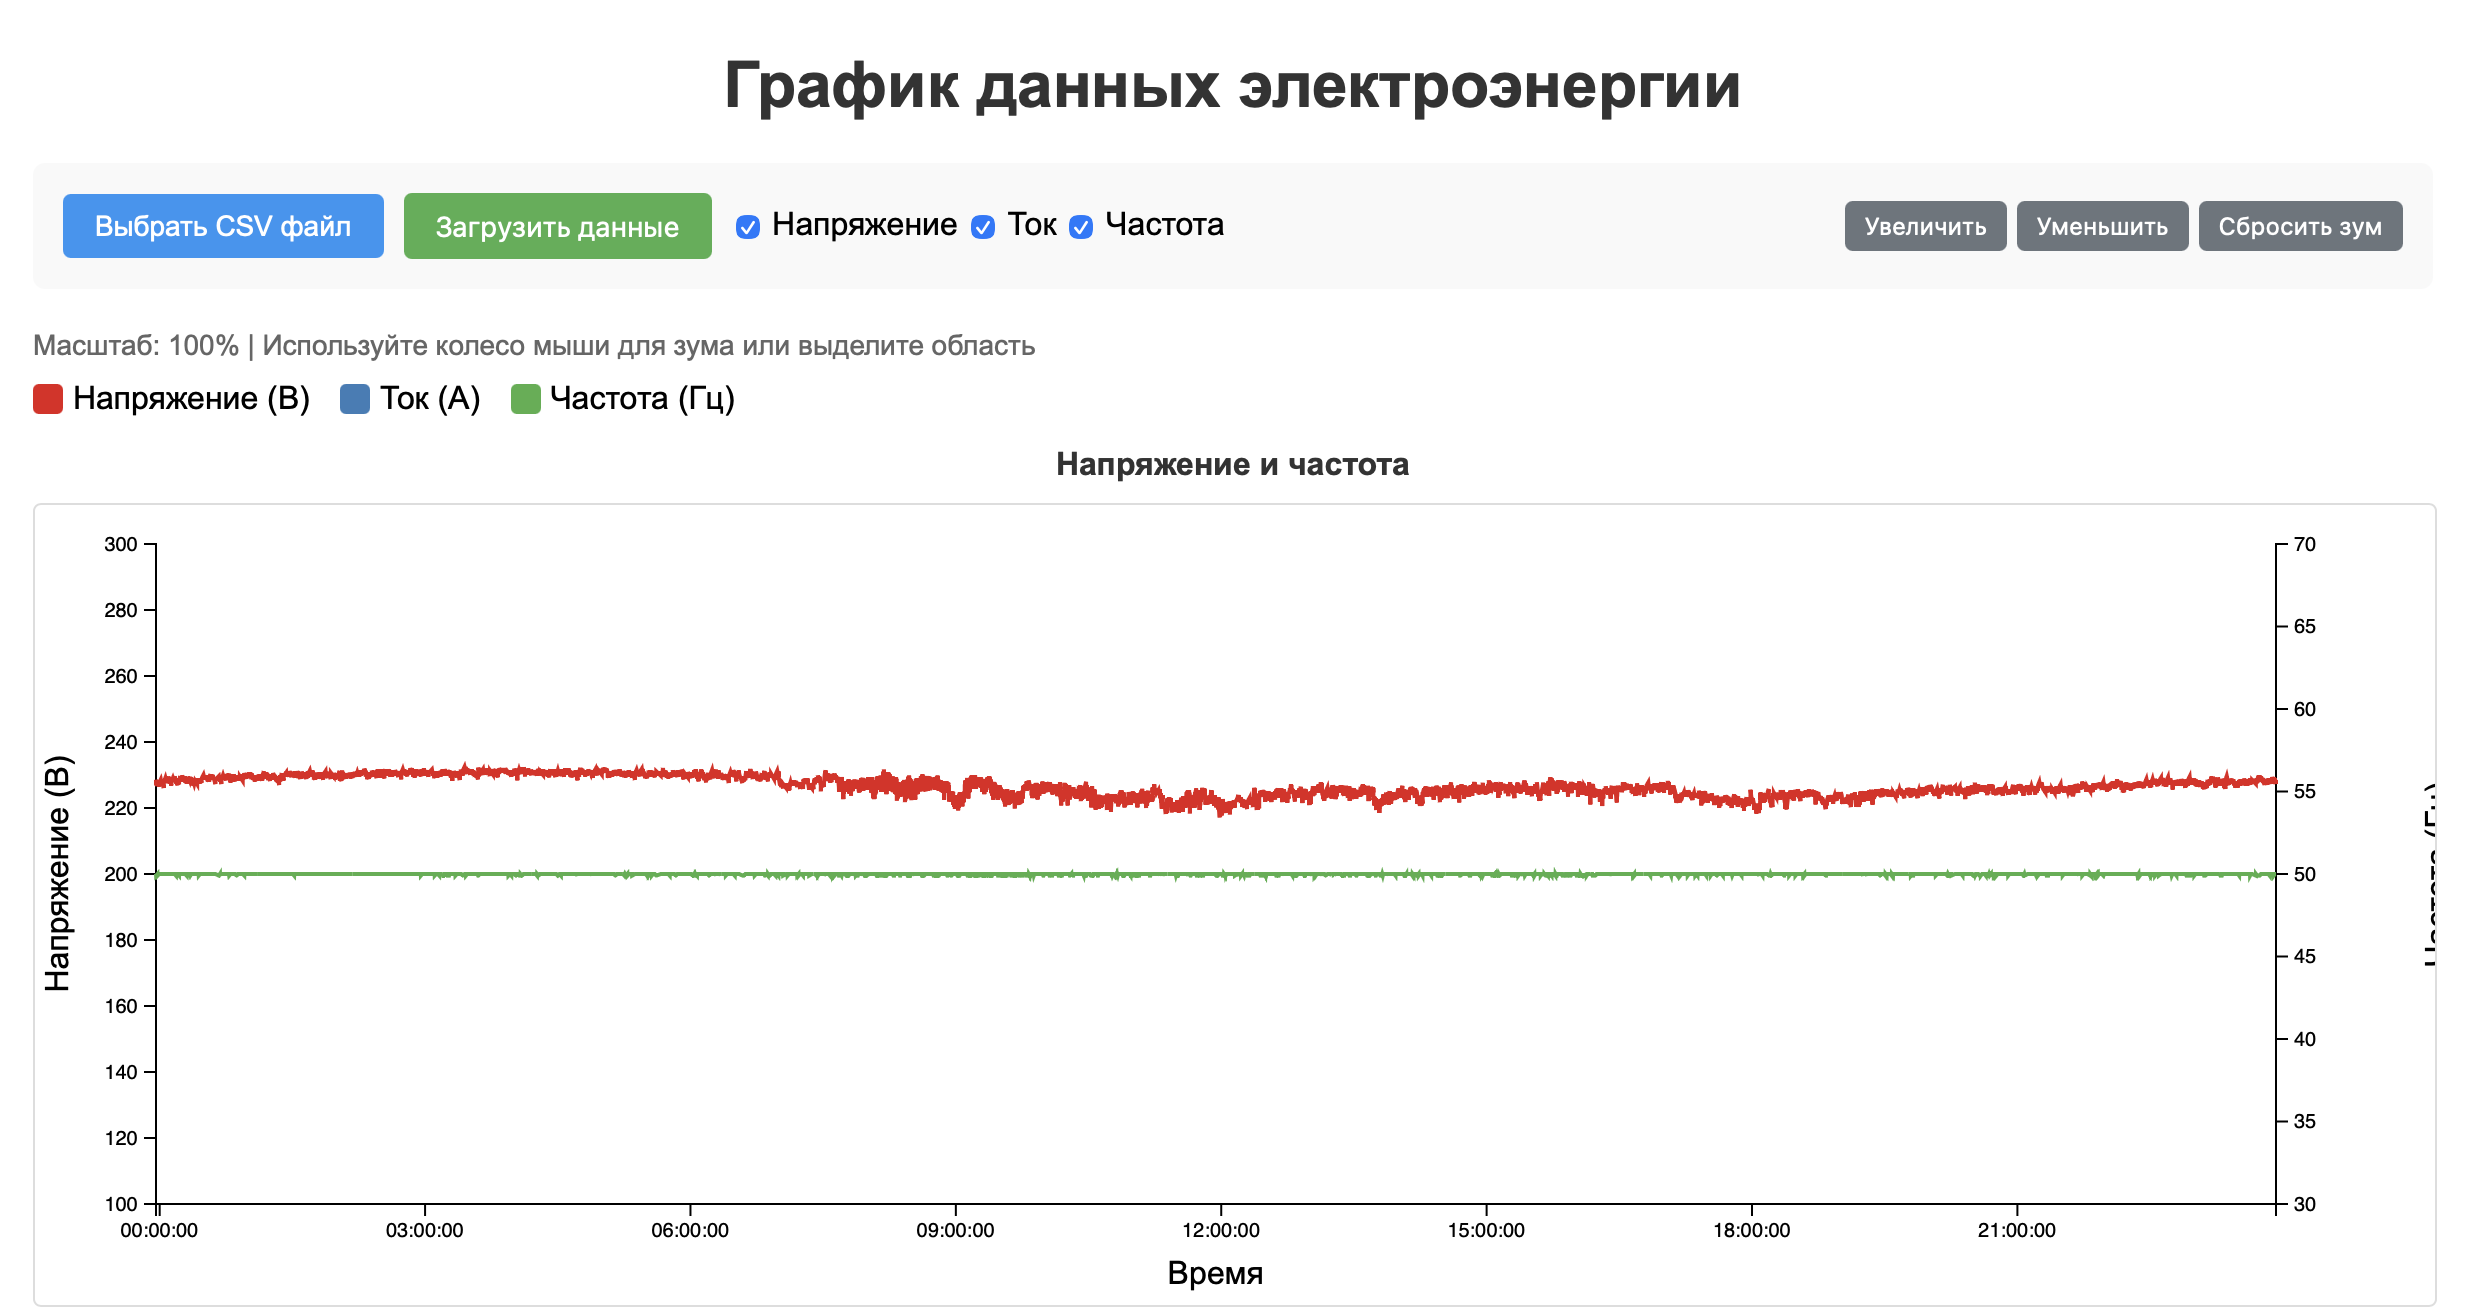 График данных электроэнергии
Выбрать CSV файл Загрузить данные Напряжение Ток Частота Увеличить Уменьшить Сбросить зум
Масштаб: 100% | Используйте колесо мыши для зума или выделите область
Напряжение (В) Ток (А) Частота (Гц)
Напряжение и частота
Напряжение (В)
300
280
260
240
220
200
180
160
140
120
100
70
65
60
55
50
45
40
35
30
00:00:00 03:00:00 06:00:00 09:00:00 12:00:00 15:00:00 18:00:00 21:00:00
Время